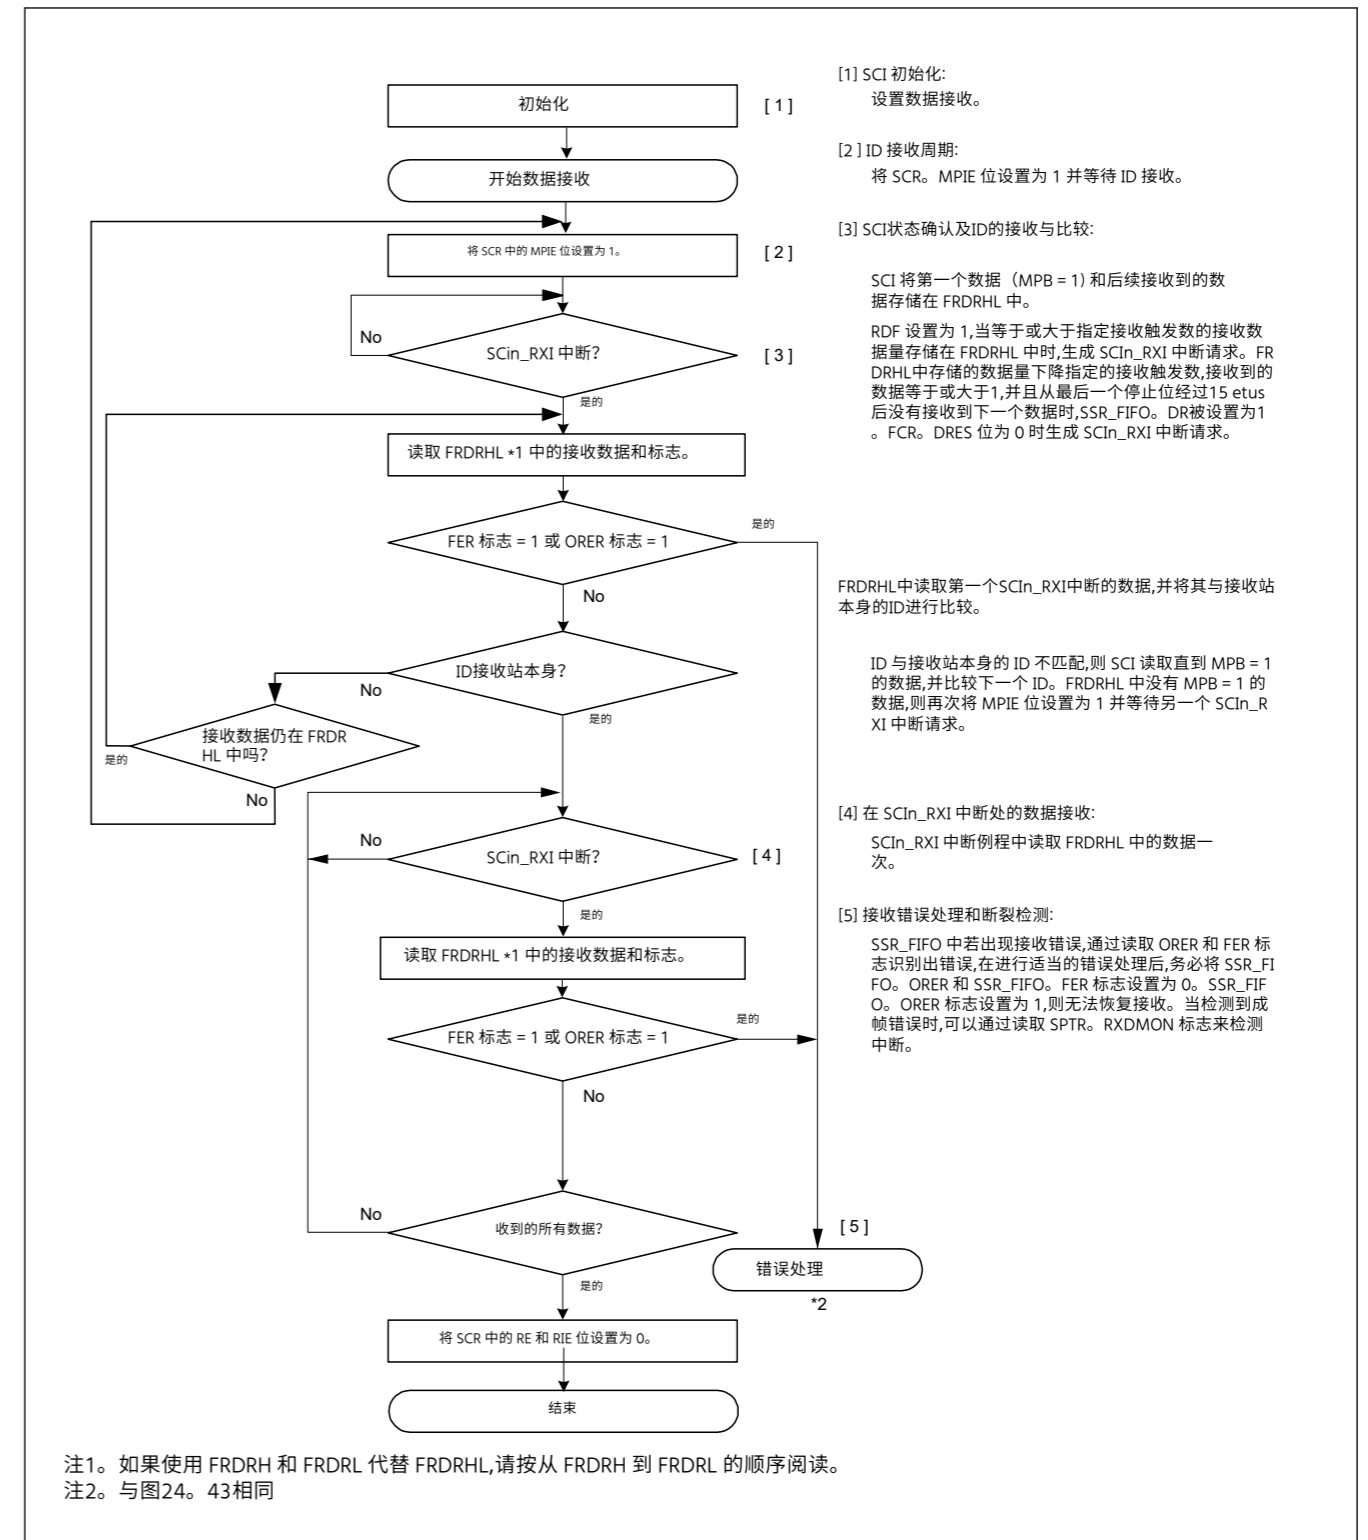 初始化
[ 1 ]
开始数据接收
将 SCR 中的 MPIE 位设置为 1。
[ 2 ]
No
SCin_RXI 中断？
[ 3 ]
是的
读取 FRDRHL *1 中的接收数据和标志。
是的
FER 标志 = 1 或 ORER 标志 = 1
No
ID接收站本身？
No
是的
接收数据仍在 FRDR
HL 中吗？
是的
No
No
SCin_RXI 中断？
[ 4 ]
是的
读取 FRDRHL *1 中的接收数据和标志。
是的
FER 标志 = 1 或 ORER 标志 = 1
No
No
收到的所有数据？
[ 5 ]
错误处理
*2
是的
将 SCR 中的 RE 和 RIE 位设置为 0。
结束
[1] SCI 初始化:
设置数据接收。
[2 ] ID 接收周期:
将 SCR。MPIE 位设置为 1 并等待 ID 接收。
[3] SCI状态确认及ID的接收与比较:
SCI 将第一个数据（MPB = 1) 和后续接收到的数
据存储在 FRDRHL 中。
RDF 设置为 1,当等于或大于指定接收触发数的接收数
据量存储在 FRDRHL 中时,生成 SCIn_RXI 中断请求。FR
DRHL中存储的数据量下降指定的接收触发数,接收到的
数据等于或大于1,并且从最后一个停止位经过15 etus
后没有接收到下一个数据时,SSR_FIFO。DR被设置为1
。FCR。DRES 位为 0 时生成 SCIn_RXI 中断请求。
FRDRHL中读取第一个SCIn_RXI中断的数据,并将其与接收站
本身的ID进行比较。
ID 与接收站本身的 ID 不匹配,则 SCI 读取直到 MPB = 1
的数据,并比较下一个 ID。FRDRHL 中没有 MPB = 1 的
数据,则再次将 MPIE 位设置为 1 并等待另一个 SCIn_R
XI 中断请求。
[4] 在 SCIn_RXI 中断处的数据接收:
SCIn_RXI 中断例程中读取 FRDRHL 中的数据一
次。
[5] 接收错误处理和断裂检测:
SSR_FIFO 中若出现接收错误,通过读取 ORER 和 FER 标
志识别出错误,在进行适当的错误处理后,务必将 SSR_FI
FO。ORER 和 SSR_FIFO。FER 标志设置为 0。SSR_FIF
O。ORER 标志设置为 1,则无法恢复接收。当检测到成
帧错误时,可以通过读取 SPTR。RXDMON 标志来检测
中断。
注1。如果使用 FRDRH 和 FRDRL 代替 FRDRHL,请按从 FRDRH 到 FRDRL 的顺序阅读。
注2。与图24。43相同